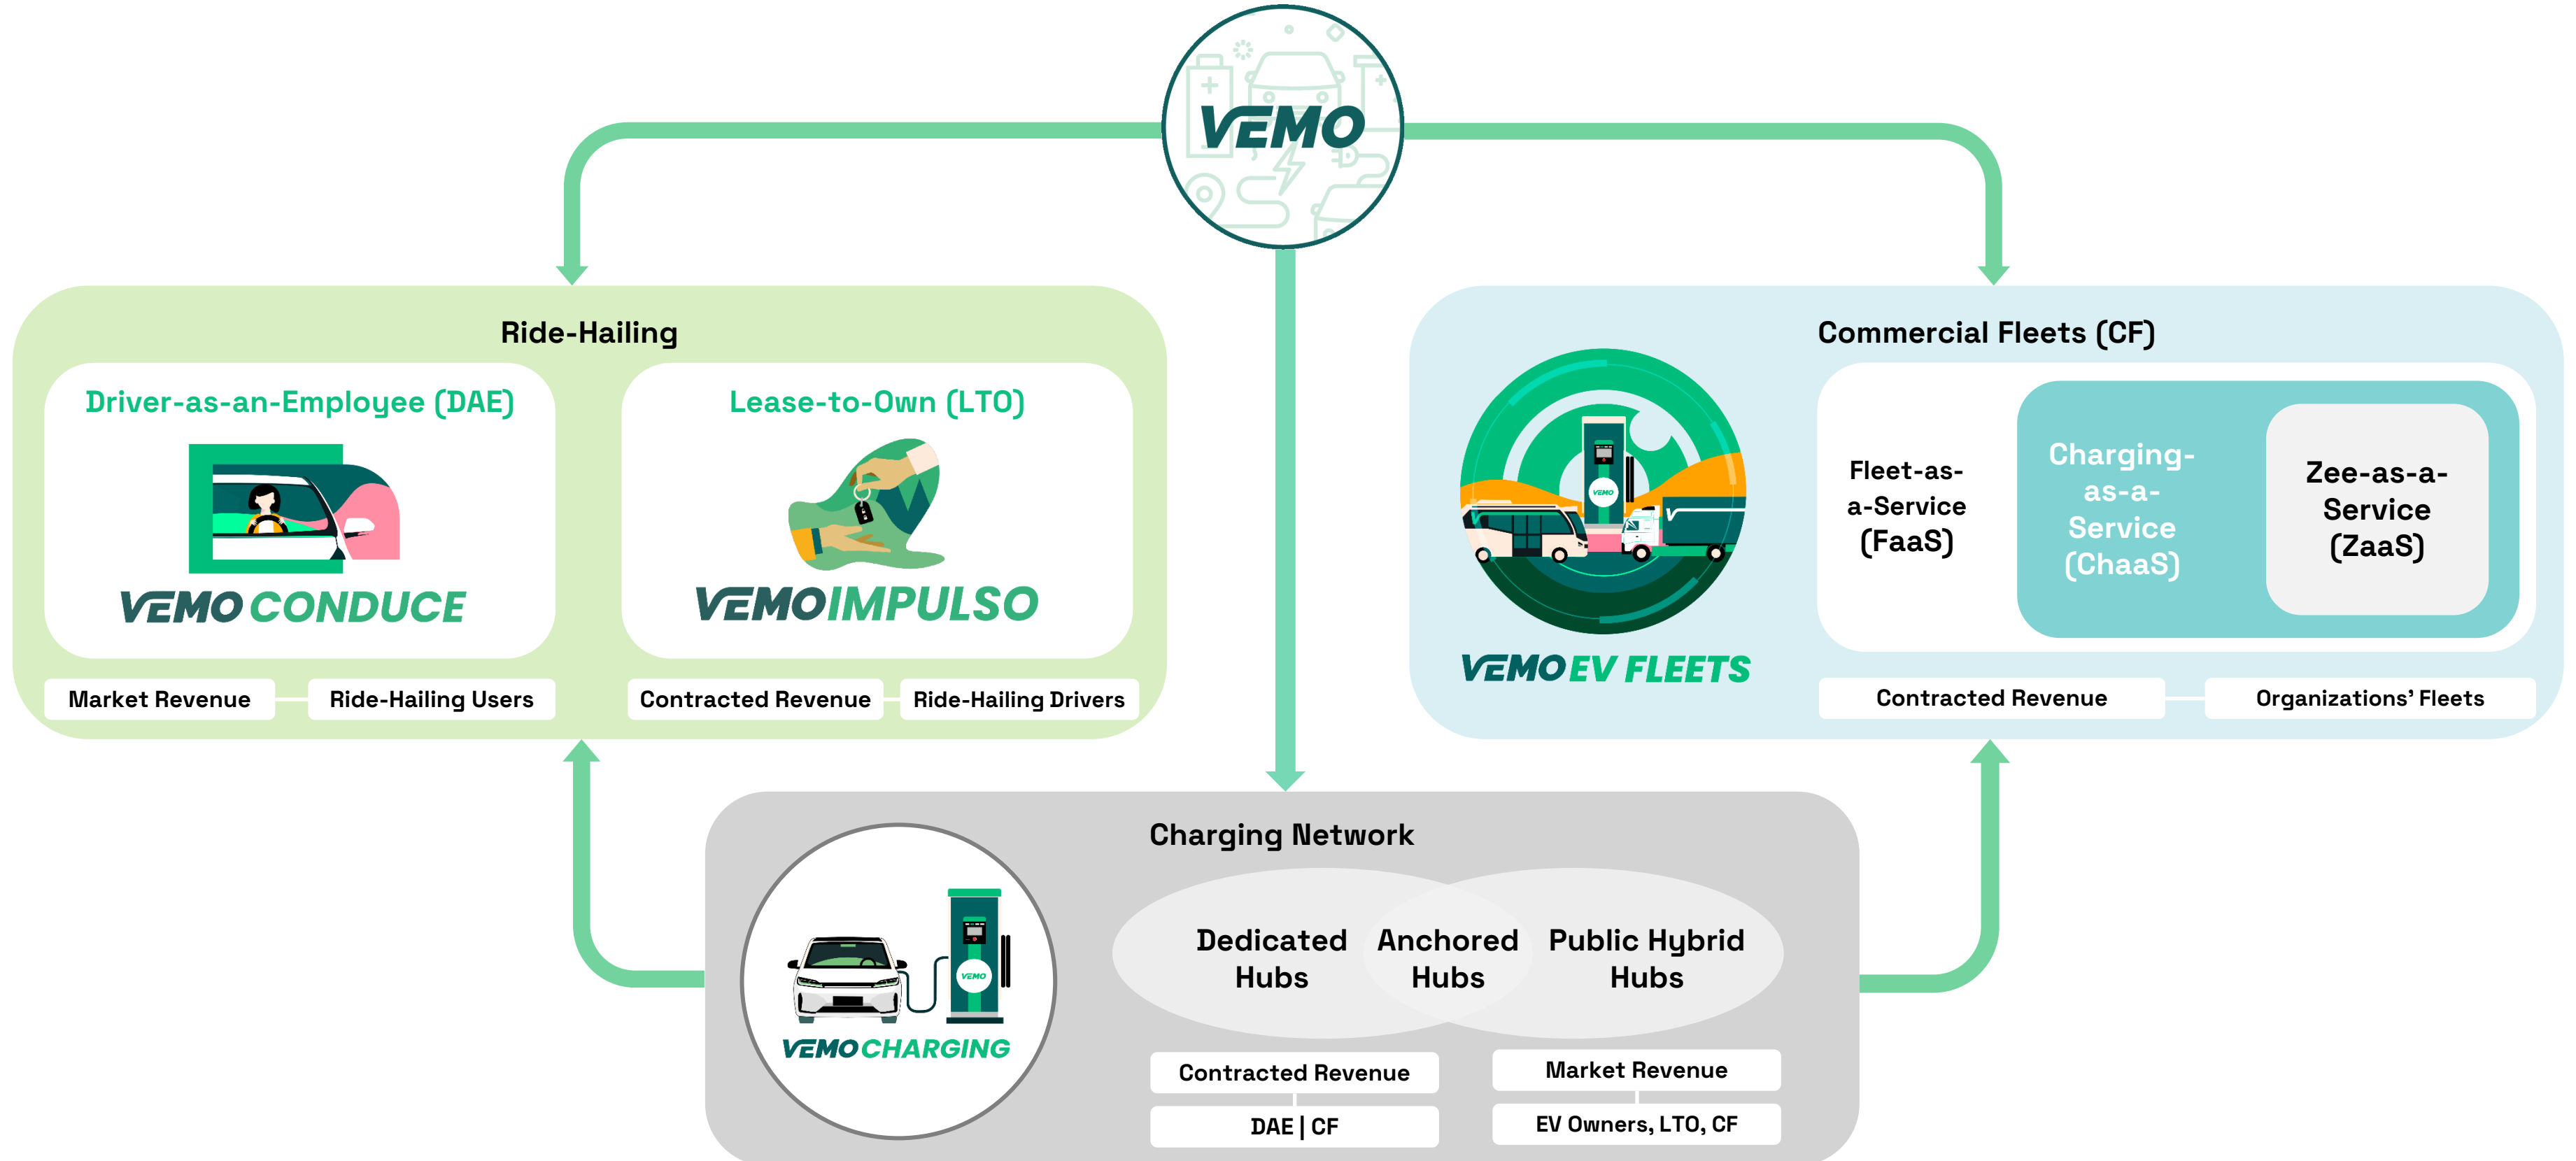 VEMO
Ride-Hailing
Driver-as-an-Employee (DAE)
VEMO CONDUCE
Market Revenue
Ride-Hailing Users
Lease-to-Own (LTO)
VEMO IMPULSO
Contracted Revenue
Ride-Hailing Drivers
Commercial Fleets (CF)
VEMO
VEMO EV FLEETS
Fleet-as-
a-Service
(FaaS)
Charging-
as-a-
Service
(ChaaS)
Zee-as-a-
Service
(ZaaS)
Contracted Revenue
Organizations’ Fleets
Charging Network
VEMO
VEMO CHARGING
Dedicated
Hubs
Anchored
Hubs
Public Hybrid
Hubs
Contracted Revenue
DAE | CF
Market Revenue
EV Owners, LTO, CF